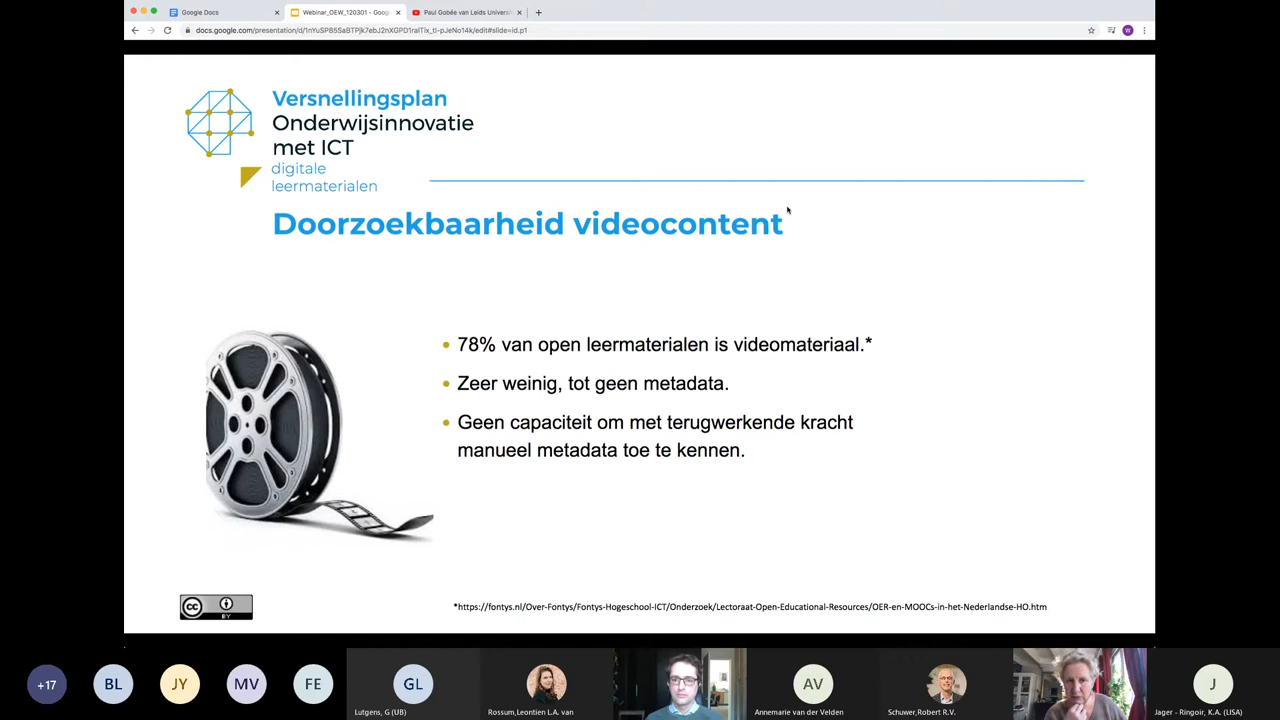 Google Docs
Webinar_OEW_120301 - Goog
Paul Gobée van Leids Univers
docs.google.com/presentation/d/1nYuSP85SaBTPjk7ebJ2nXGPD1ralTix_tl-pJeNo14k/edit#slide=id.p1
W
Versnellingsplan
Onderwijsinnovatie
met ICT
digitale
leermaterialen
Doorzoekbaarheid videocontent
78% van open leermaterialen is videomateriaal.*
Zeer weinig, tot geen metadata.
Geen capaciteit om met terugwerkende kracht
manueel metadata toe te kennen.
cc
BY
*https://fontys.nl/Over-Fontys/Fontys-Hogeschool-ICT/Onderzoek/Lectoraat-Open-Educational-Resources/OER-en-MOOCs-in-het-Nederlandse-HO.htm
+17
BL
JY
MV
FE
GL
AV
J
Lutgens, G (UB)
Rossum,Leontien L.A. van
Annemarie van der Velden
Schuwer,Robert R.V.
Jager - Ringoir, K.A. (LISA)